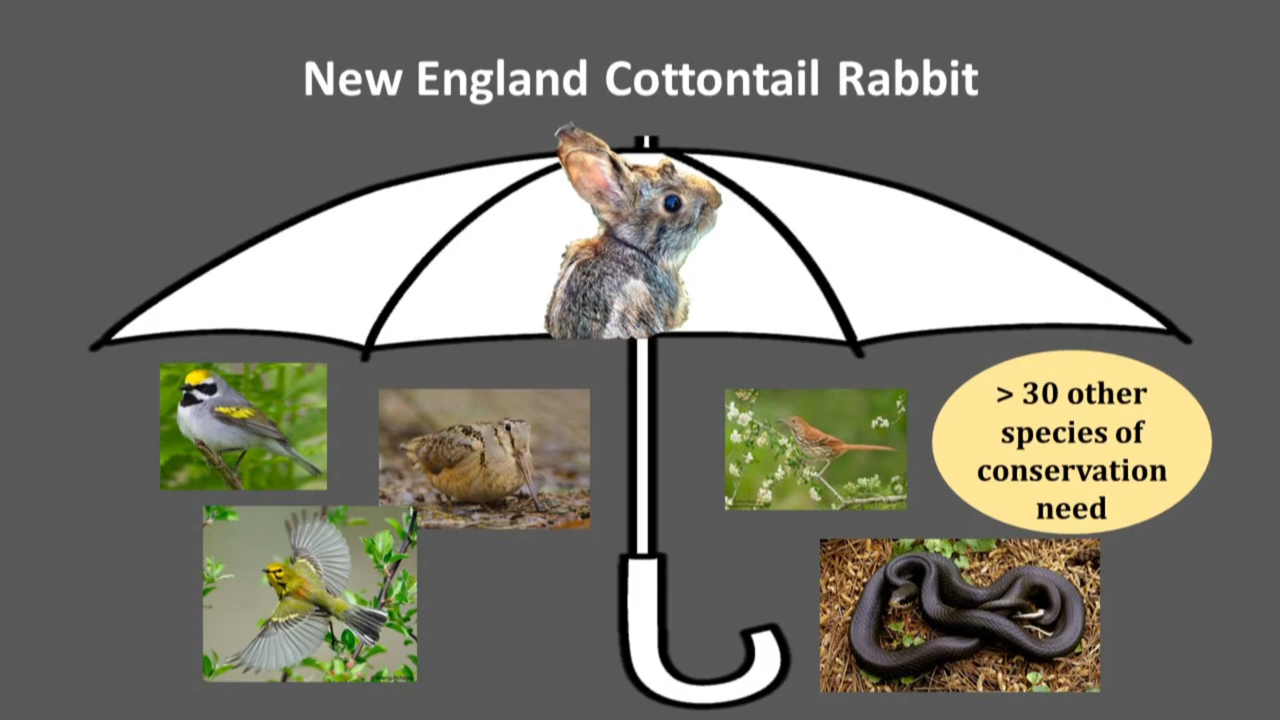 New England Cottontail Rabbit
> 30 other
species of
conservation
need